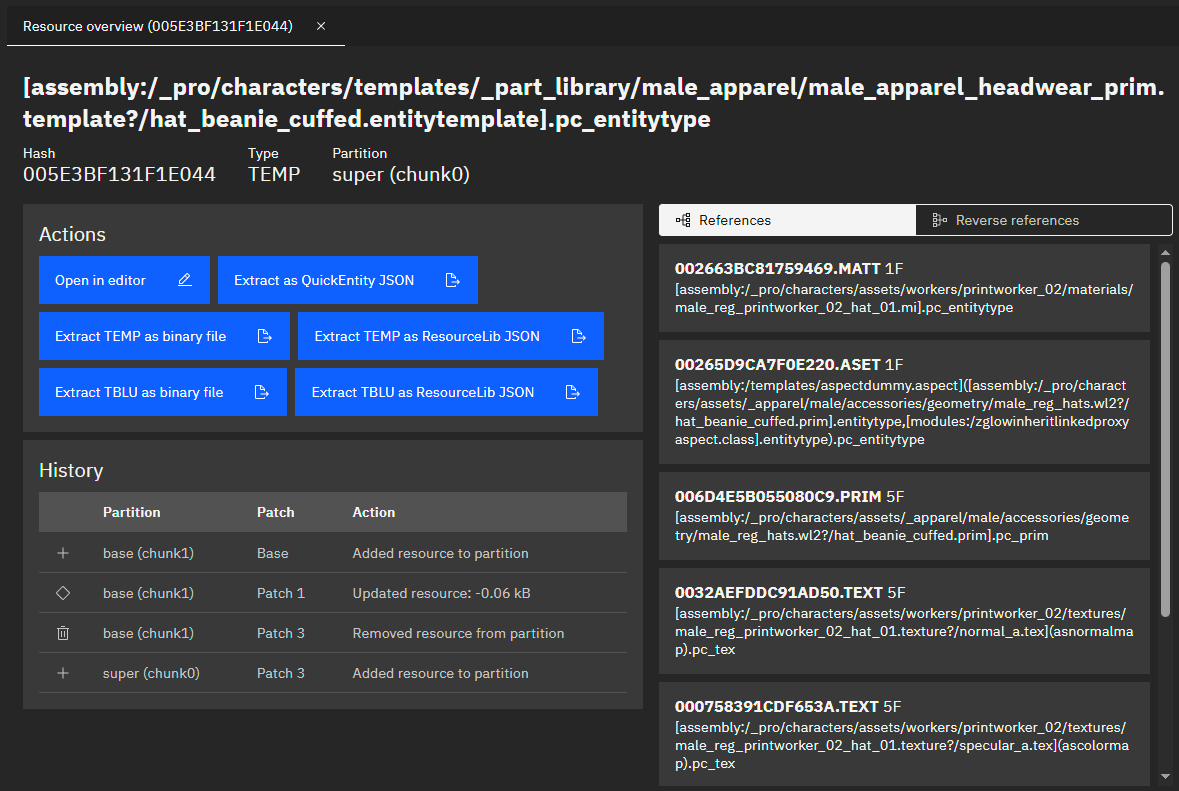 Resource overview (005E3BF131F1E044)
[assembly:/_pro/characters/templates/_part_library/male_apparel/male_apparel_headwear_prim.
template?/hat_beanie_cuffed.entitytemplate].pc_entitytype
Hash Type Partition
005E3BF131F1E044 TEMP super (chunk0)
Actions
Open in editor Extract as QuickEntity JSON
Extract TEMP as binary file Extract TEMP as ResourceLib JSON
Extract TBLU as binary file Extract TBLU as ResourceLib JSON
History
Partition Patch Action
base (chunk1) Base Added resource to partition
base (chunk1) Patch 1 Updated resource: -0.06 kB
base (chunk1) Patch 3 Removed resource from partition
super (chunk0) Patch 3 Added resource to partition
References Reverse references
002663BC81759469.MATT 1F
[assembly:/_pro/characters/assets/workers/printworker_02/materials/
male_reg_printworker_02_hat_01.mi].pc_entitytype
00265D9CA7F0E220.ASET 1F
[assembly:/templates/aspectdummy.aspect]([assembly:/_pro/charact
ers/assets/_apparel/male/accessories/geometry/male_reg_hats.wl2?/
hat_beanie_cuffed.prim].entitytype,[modules:/zglowinheritlinkedproxy
aspect.class].entitytype).pc_entitytype
006D4E5B055080C9.PRIM 5F
[assembly:/_pro/characters/assets/_apparel/male/accessories/geome
try/male_reg_hats.wl2?/hat_beanie_cuffed.prim].pc_prim
0032AEFDDC91AD50.TEXT 5F
[assembly:/_pro/characters/assets/workers/printworker_02/textures/
male_reg_printworker_02_hat_01.texture?/normal_a.tex](asnormalma
p).pc_tex
000758391CDF653A.TEXT 5F
[assembly:/_pro/characters/assets/workers/printworker_02/textures/
male_reg_printworker_02_hat_01.texture?/specular_a.tex](ascolorma
p).pc_tex